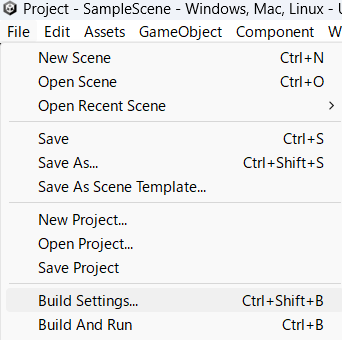 Project - SampleScene - Windows, Mac, Linux - U
File Edit Assets GameObject Component W
New Scene Ctrl+N
Open Scene Ctrl+O
Open Recent Scene >
Save Ctrl+S
Save As... Ctrl+Shift+S
Save As Scene Template...
New Project...
Open Project...
Save Project
Build Settings... Ctrl+Shift+B
Build And Run Ctrl+B